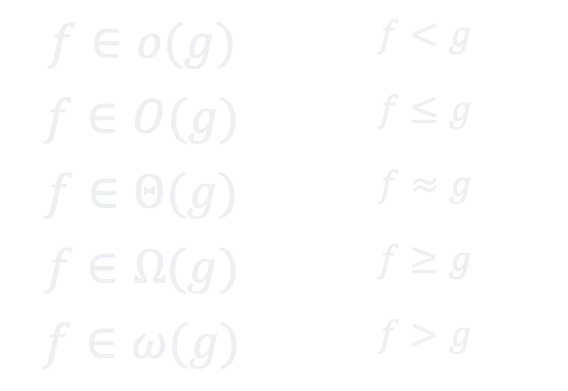 f ∈ o(g) f < g
f ∈ O(g) f ≤ g
f ∈ Θ(g) f ≈ g
f ∈ Ω(g) f ≥ g
f ∈ ω(g) f > g